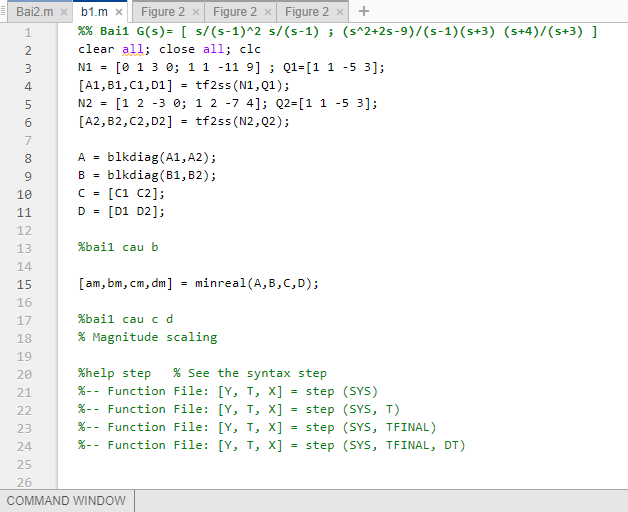 Bai2.m × b1.m × Figure 2 × Figure 2 × Figure 2 × +
1 %% Bai1 G(s)= [ s/(s-1)^2 s/(s-1) ; (s^2+2s-9)/(s-1)(s+3) (s+4)/(s+3) ]
2 clear all; close all; clc
3 N1 = [0 1 3 0; 1 1 -11 9] ; Q1=[1 1 -5 3];
4 [A1,B1,C1,D1] = tf2ss(N1,Q1);
5 N2 = [1 2 -3 0; 1 2 -7 4]; Q2=[1 1 -5 3];
6 [A2,B2,C2,D2] = tf2ss(N2,Q2);
7
8 A = blkdiag(A1,A2);
9 B = blkdiag(B1,B2);
10 C = [C1 C2];
11 D = [D1 D2];
12
13 %bai1 cau b
14
15 [am,bm,cm,dm] = minreal(A,B,C,D);
16
17 %bai1 cau c d
18 % Magnitude scaling
19
20 %help step   % See the syntax step
21 %-- Function File: [Y, T, X] = step (SYS)
22 %-- Function File: [Y, T, X] = step (SYS, T)
23 %-- Function File: [Y, T, X] = step (SYS, TFINAL)
24 %-- Function File: [Y, T, X] = step (SYS, TFINAL, DT)
25
26
COMMAND WINDOW